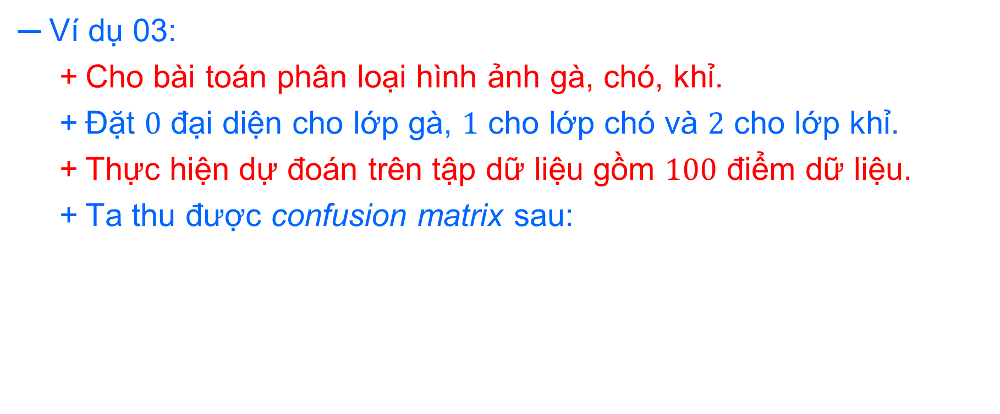 ─ Ví dụ 03:
+ Cho bài toán phân loại hình ảnh gà, chó, khỉ.
+ Đặt 0 đại diện cho lớp gà, 1 cho lớp chó và 2 cho lớp khỉ.
+ Thực hiện dự đoán trên tập dữ liệu gồm 100 điểm dữ liệu.
+ Ta thu được confusion matrix sau: